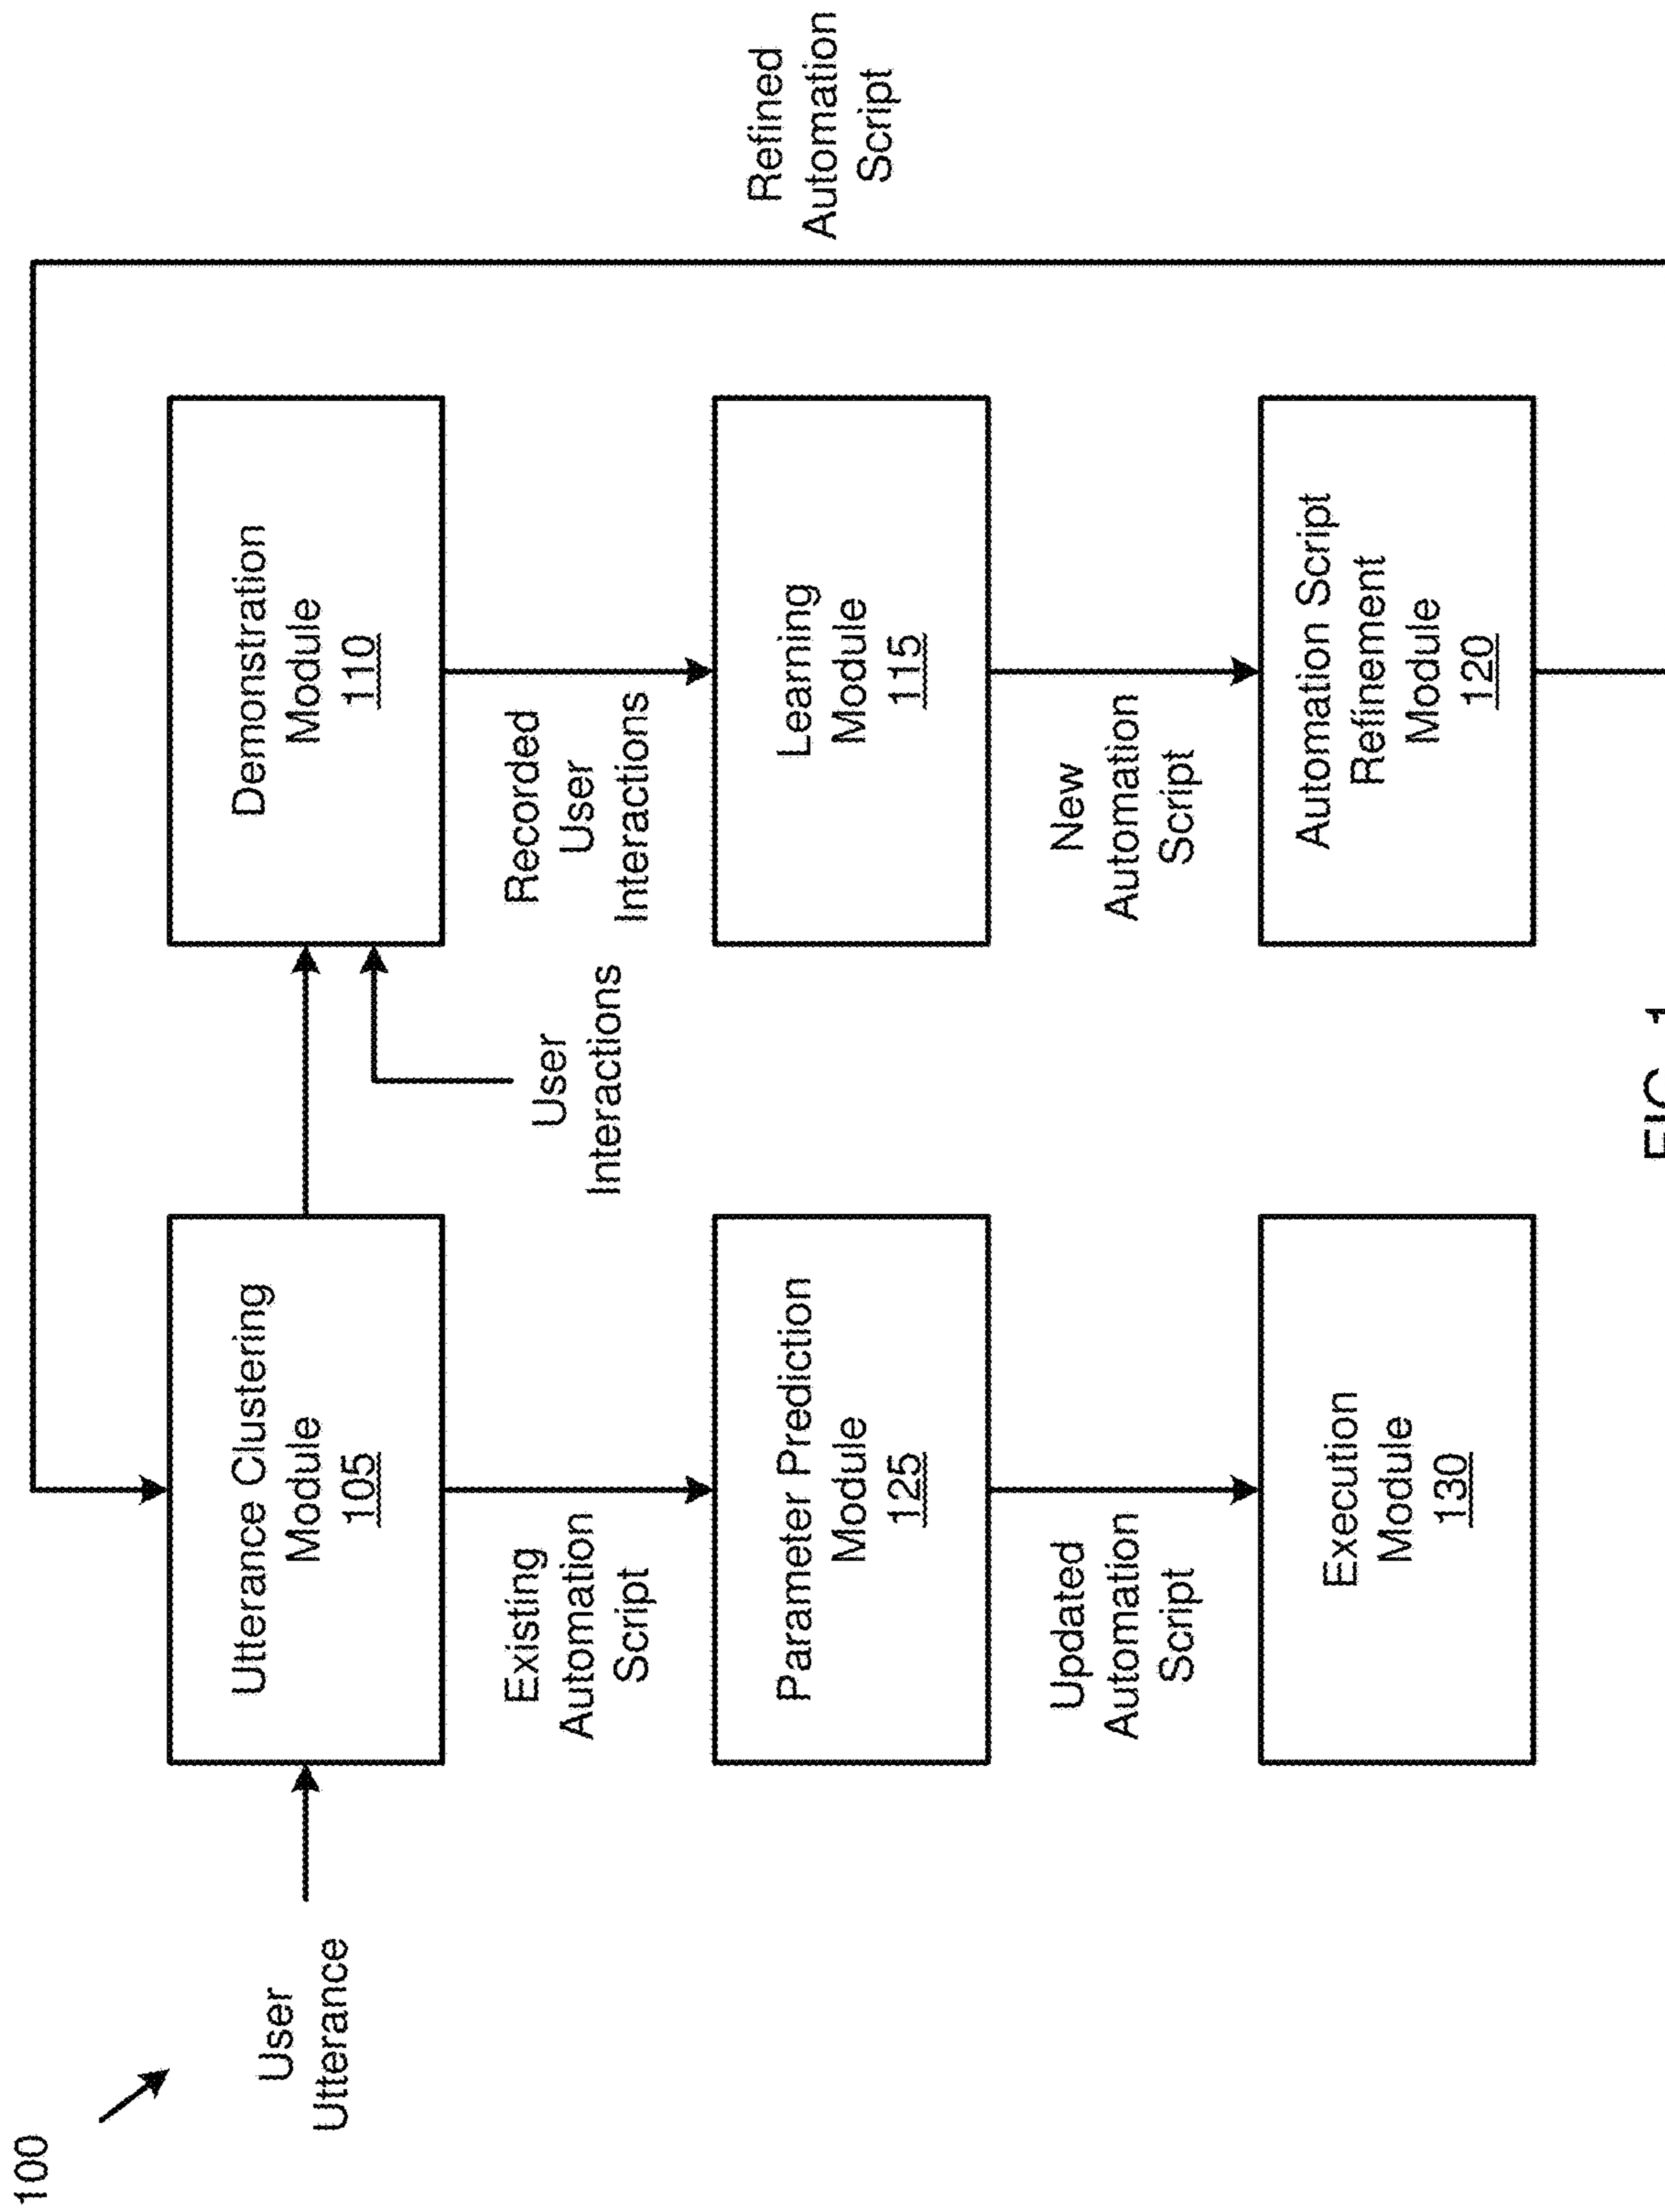 100
User
Utterance
Utterance Clustering
Module
105
User
Interactions
Demonstration
Module
110
Existing
Automation
Script
Recorded
User
Interactions
Refined
Automation
Script
Parameter Prediction
Module
125
Learning
Module
115
Updated
Automation
Script
New
Automation
Script
Execution
Module
130
Automation Script
Refinement
Module
120
FIG. 1